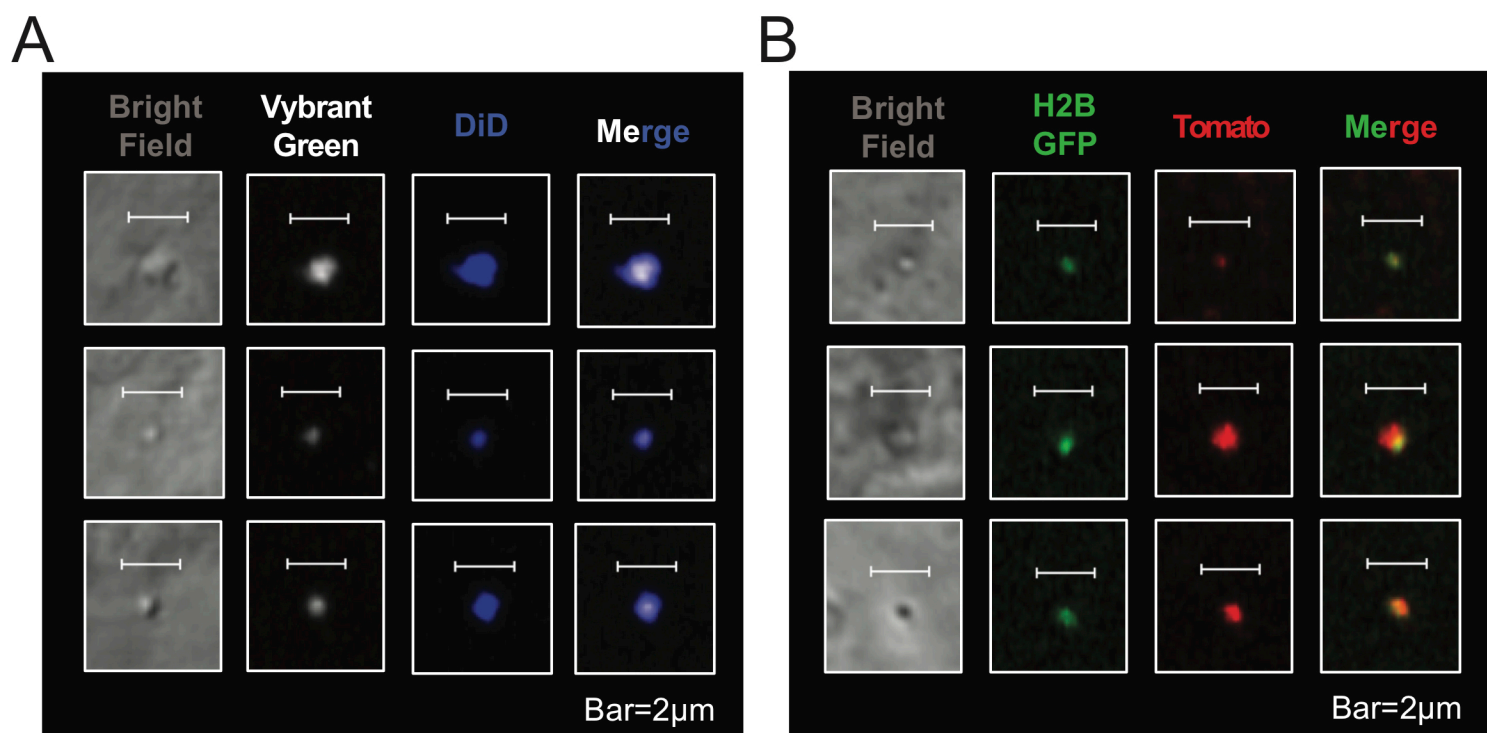 A
Bright
Field
Vybrant
Green
DiD
Merge
Bar=2μm
B
Bright
Field
H2B
GFP
Tomato
Merge
Bar=2μm